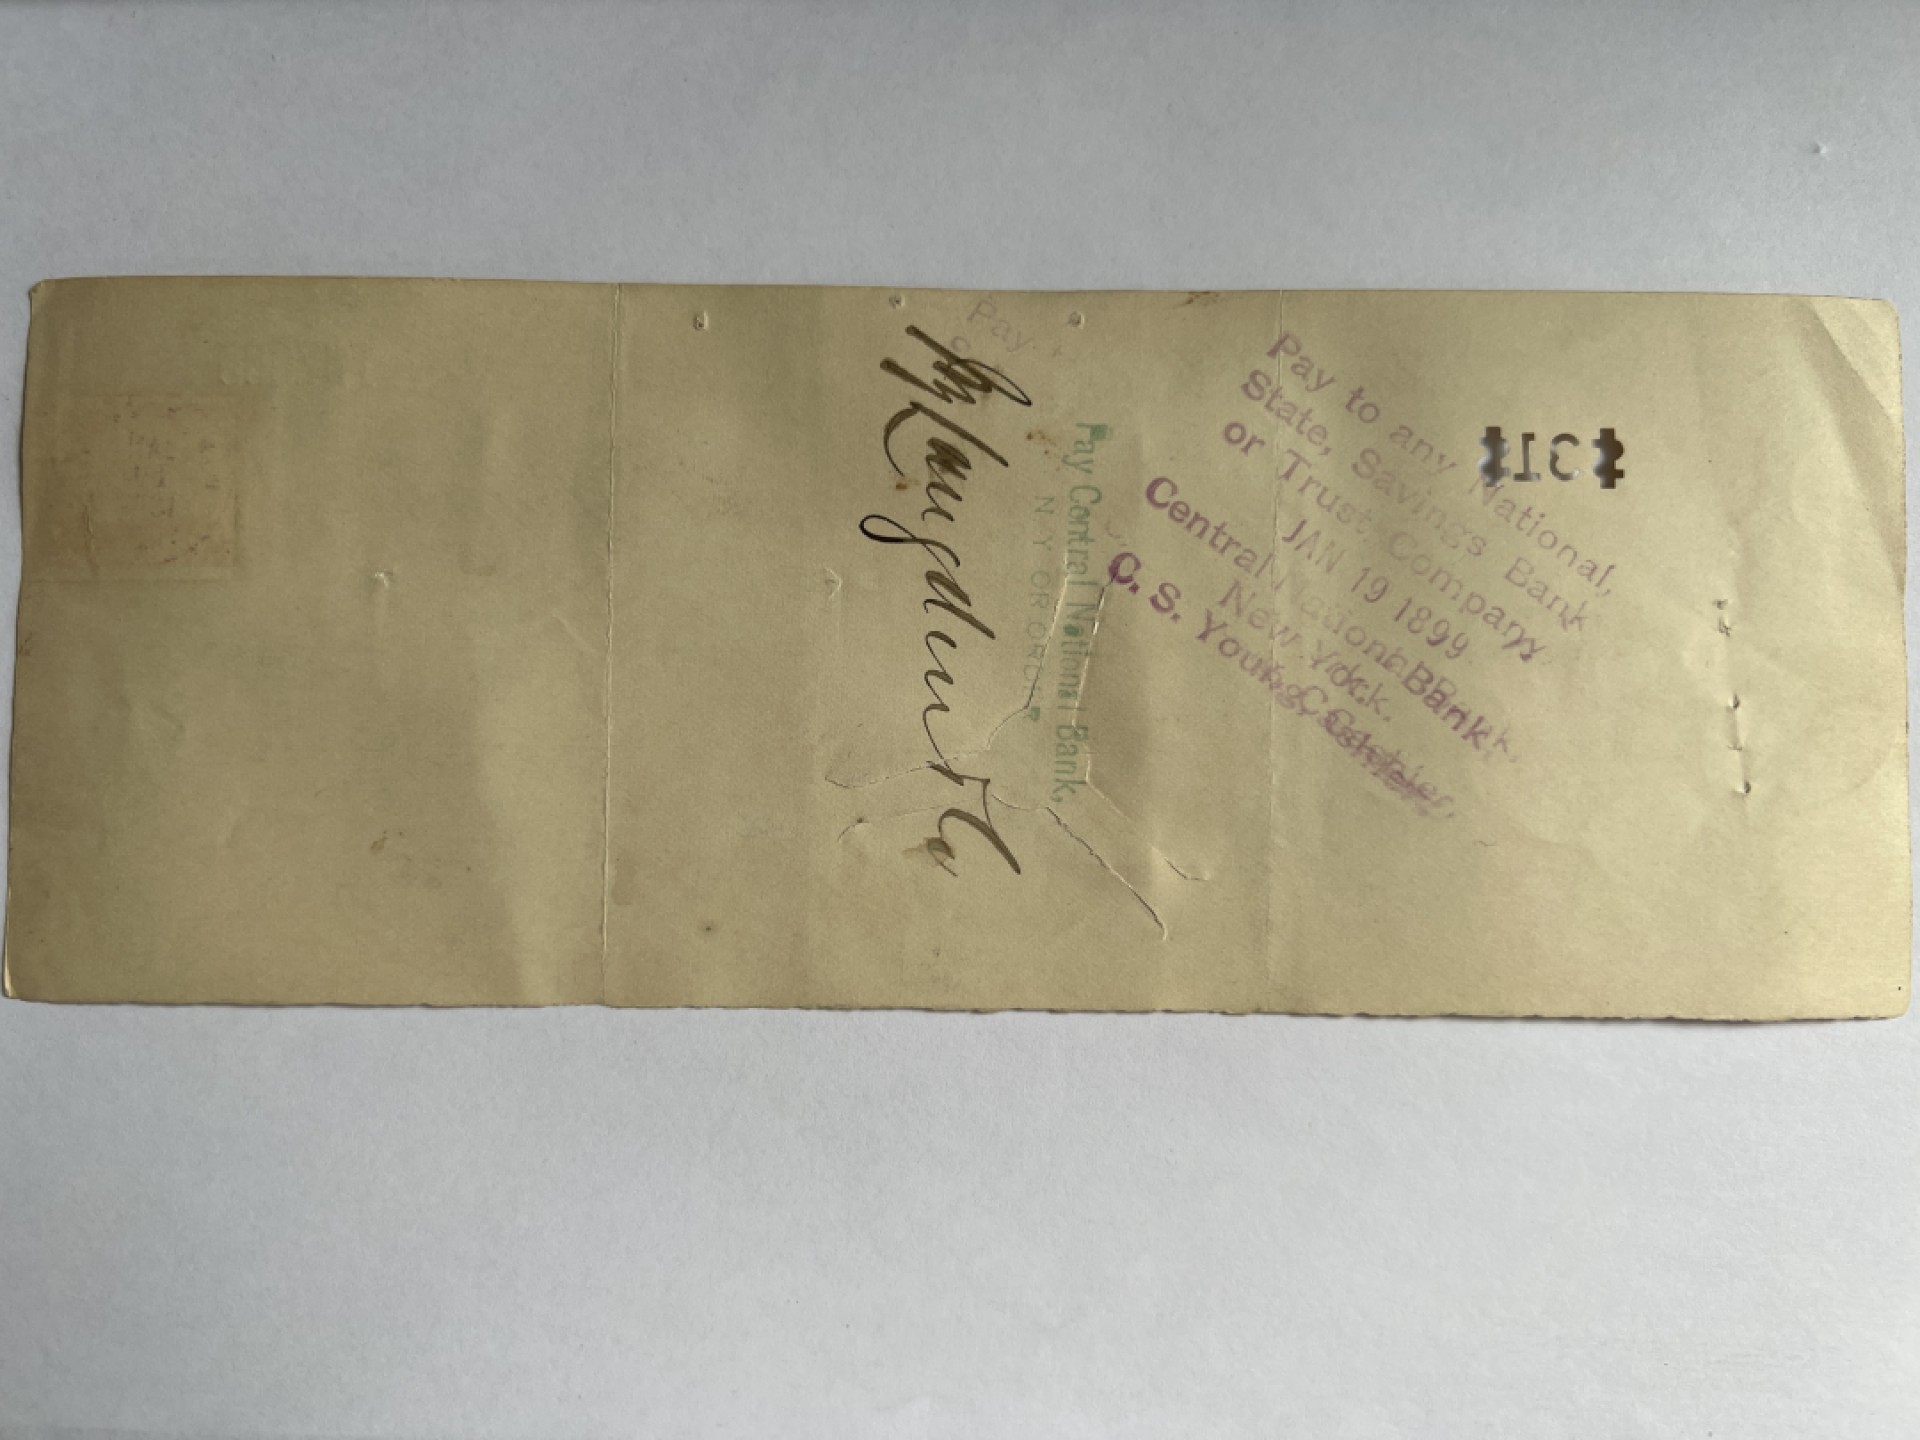 Pay
Pay Central National Bank,
N Y OR ORDER
Pay to any National,
State, Savings Bank
or Trust Company
JAN 19 1899
Central National Bank
New York.
C. S. Young, Cashier,
$31$